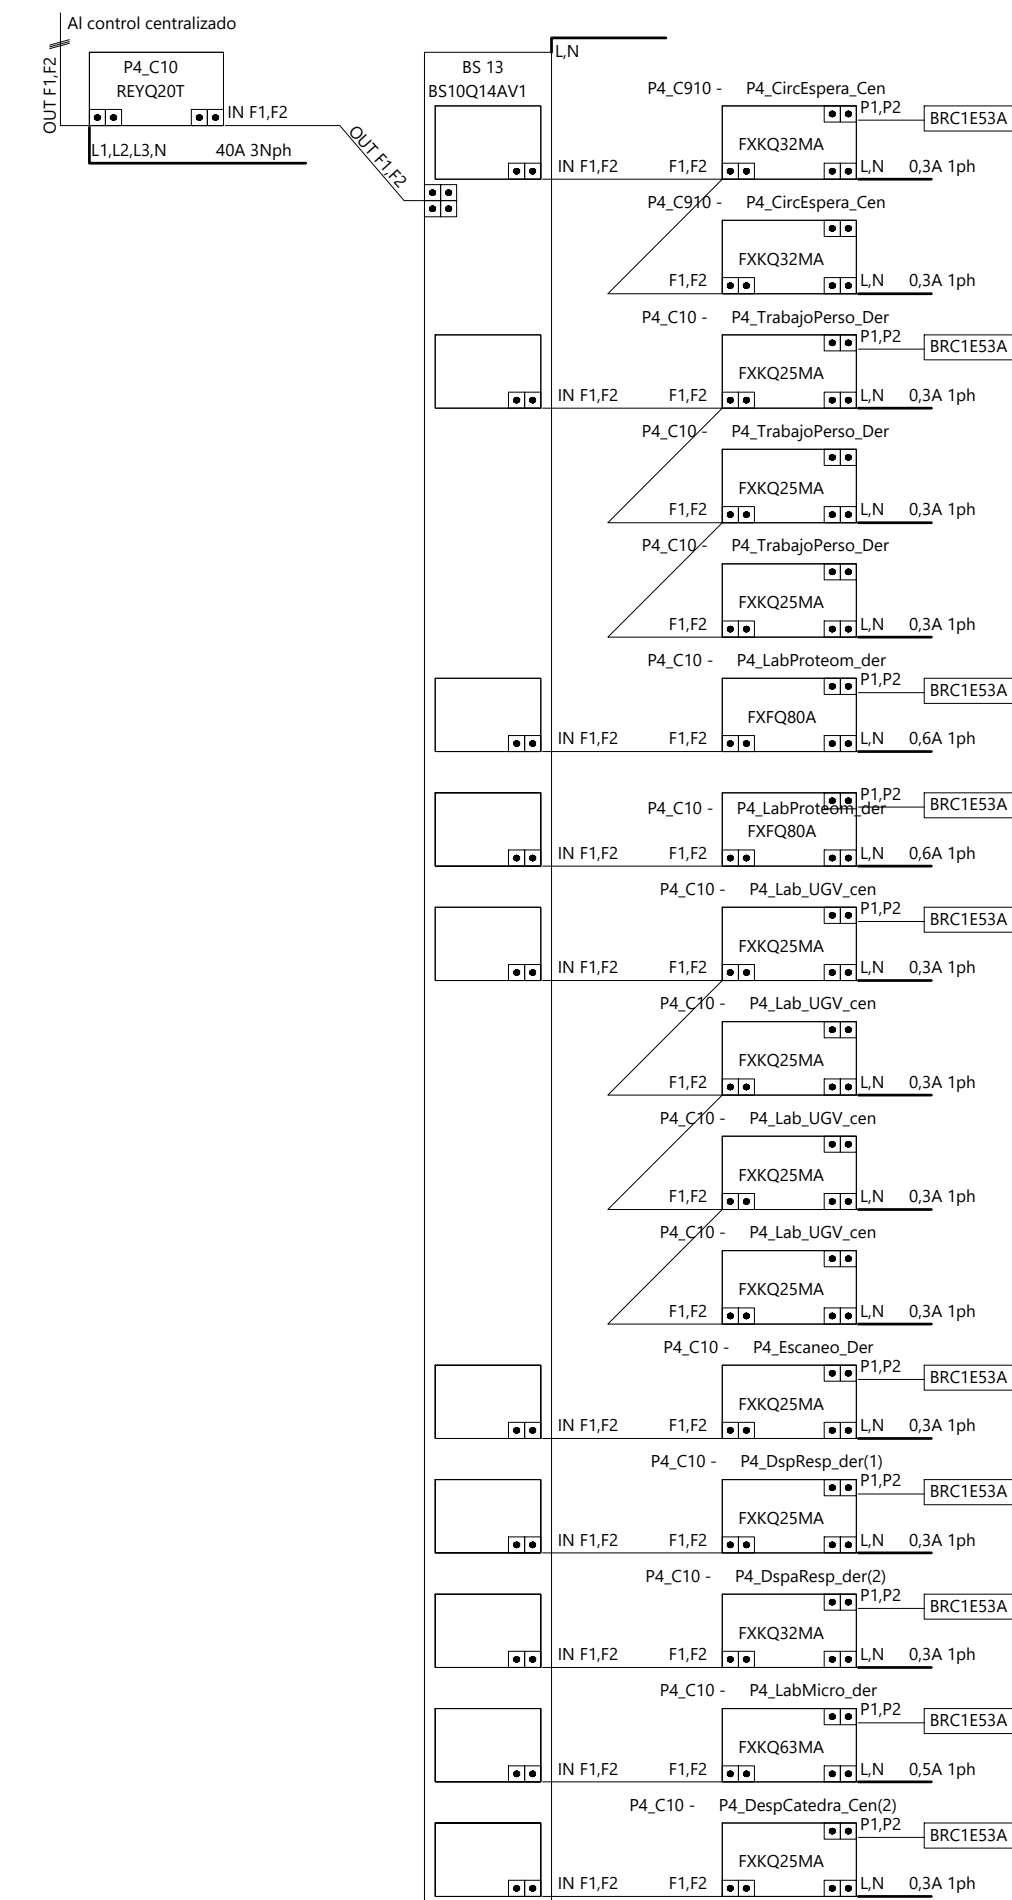 Al control centralizado
OUT F1,F2
P4_C10
REYQ20T
IN F1,F2
L1,L2,L3,N 40A 3Nph
OUT F1,F2
L,N
BS 13
BS10Q14AV1
P4_C910 - P4_CircEspera_Cen
P1,P2 BRC1E53A
FXKQ32MA
IN F1,F2 F1,F2 L,N 0,3A 1ph
P4_C910 - P4_CircEspera_Cen
FXKQ32MA
F1,F2 L,N 0,3A 1ph
P4_C10 - P4_TrabajoPerso_Der
P1,P2 BRC1E53A
FXKQ25MA
IN F1,F2 F1,F2 L,N 0,3A 1ph
P4_C10 - P4_TrabajoPerso_Der
FXKQ25MA
F1,F2 L,N 0,3A 1ph
P4_C10 - P4_TrabajoPerso_Der
FXKQ25MA
F1,F2 L,N 0,3A 1ph
P4_C10 - P4_LabProteom_der
P1,P2 BRC1E53A
FXFQ80A
IN F1,F2 F1,F2 L,N 0,6A 1ph
P1,P2 BRC1E53A
P4_C10 - P4_LabProteom_der
FXFQ80A
IN F1,F2 F1,F2 L,N 0,6A 1ph
P4_C10 - P4_Lab_UGV_cen
P1,P2 BRC1E53A
FXKQ25MA
IN F1,F2 F1,F2 L,N 0,3A 1ph
P4_C10 - P4_Lab_UGV_cen
FXKQ25MA
F1,F2 L,N 0,3A 1ph
P4_C10 - P4_Lab_UGV_cen
FXKQ25MA
F1,F2 L,N 0,3A 1ph
P4_C10 - P4_Lab_UGV_cen
FXKQ25MA
F1,F2 L,N 0,3A 1ph
P4_C10 - P4_Escaneo_Der
P1,P2 BRC1E53A
FXKQ25MA
IN F1,F2 F1,F2 L,N 0,3A 1ph
P4_C10 - P4_DspResp_der(1)
P1,P2 BRC1E53A
FXKQ25MA
IN F1,F2 F1,F2 L,N 0,3A 1ph
P4_C10 - P4_DspaResp_der(2)
P1,P2 BRC1E53A
FXKQ32MA
IN F1,F2 F1,F2 L,N 0,3A 1ph
P4_C10 - P4_LabMicro_der
P1,P2 BRC1E53A
FXKQ63MA
IN F1,F2 F1,F2 L,N 0,5A 1ph
P4_C10 - P4_DespCatedra_Cen(2)
P1,P2 BRC1E53A
FXKQ25MA
IN F1,F2 F1,F2 L,N 0,3A 1ph